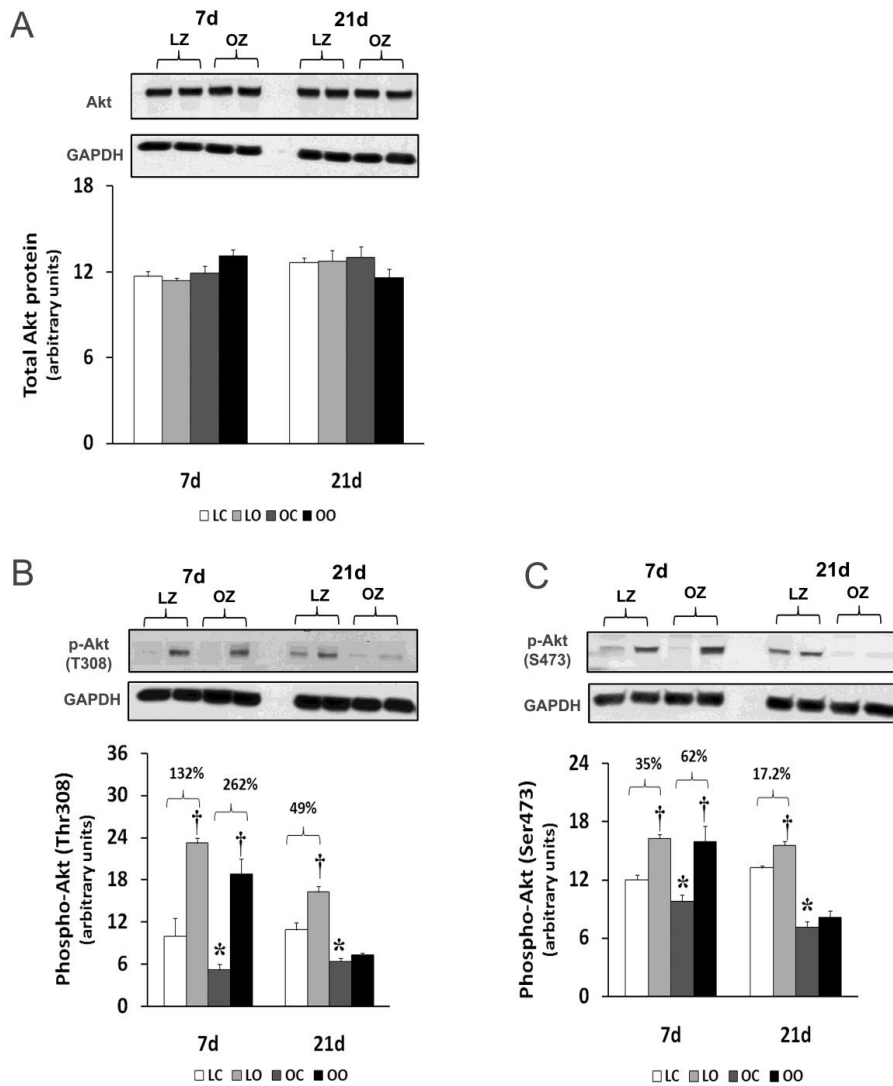 A
7d 21d
LZ OZ LZ OZ
Akt
GAPDH
18
12
6
0
Total Akt protein
(arbitrary units)
7d 21d
LC LO OC OO
B
7d 21d
LZ OZ LZ OZ
p-Akt
(T308)
GAPDH
36
30
24
18
12
6
0
Phospho-Akt (Thr308)
(arbitrary units)
132% 262% 49%
† † †
* *
7d 21d
LC LO OC OO
C
7d 21d
LZ OZ LZ OZ
p-Akt
(S473)
GAPDH
24
18
12
6
0
Phospho-Akt (Ser473)
(arbitrary units)
35% 62% 17.2%
† † †
* *
7d 21d
LC LO OC OO